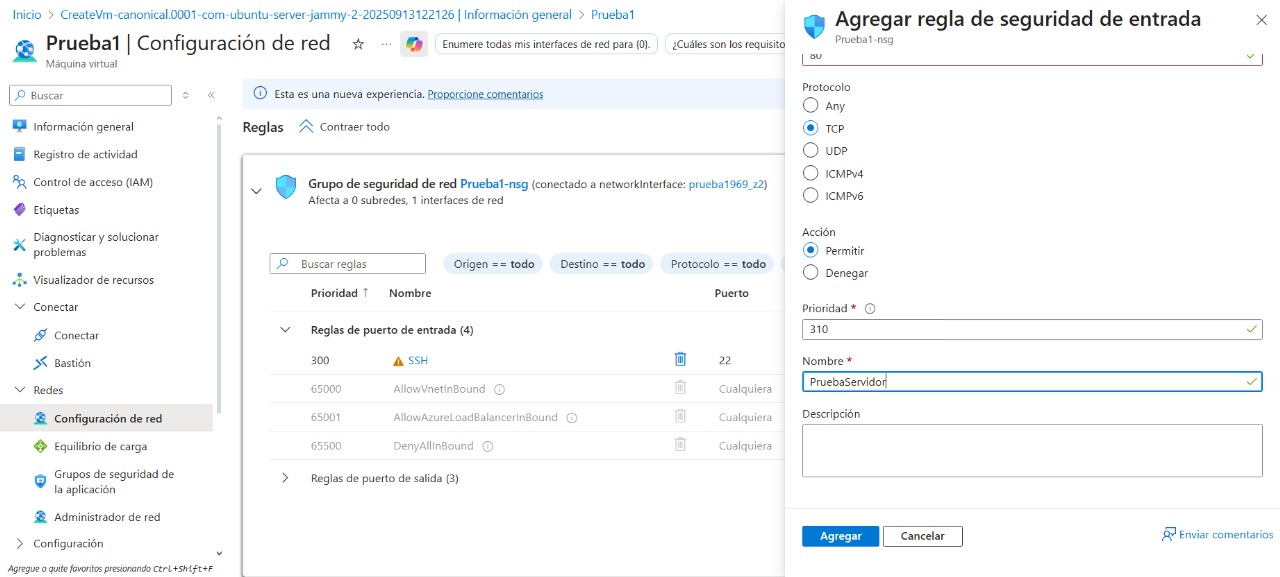 Inicio > CreateVm-canonical.0001-com-ubuntu-server-jammy-2-20250913122126 | Información general > Prueba1
Prueba1 | Configuración de red
Máquina virtual
Enumere todas mis interfaces de red para {0}.
¿Cuáles son los requisito
Buscar
Información general
Registro de actividad
Control de acceso (IAM)
Etiquetas
Diagnosticar y solucionar
problemas
Visualizador de recursos
Conectar
Conectar
Bastión
Redes
Configuración de red
Equilibrio de carga
Grupos de seguridad de
la aplicación
Administrador de red
Configuración
Agregue o quite favoritos presionando Ctrl+Shift+F
Esta es una nueva experiencia. Proporcione comentarios
Reglas Contraer todo
Grupo de seguridad de red Prueba1-nsg (conectado a networkInterface: prueba1969_z2)
Afecta a 0 subredes, 1 interfaces de red
Buscar reglas Origen == todo Destino == todo Protocolo == todo
Prioridad ↑ Nombre Puerto
Reglas de puerto de entrada (4)
300 SSH 22
65000 AllowVnetInBound Cualquiera
65001 AllowAzureLoadBalancerInBound Cualquiera
65500 DenyAllInBound Cualquiera
Reglas de puerto de salida (3)
Agregar regla de seguridad de entrada
Prueba1-nsg
80
Protocolo
Any
TCP
UDP
ICMPv4
ICMPv6
Acción
Permitir
Denegar
Prioridad *
310
Nombre *
PruebaServidor
Descripción
Agregar Cancelar
Enviar comentarios